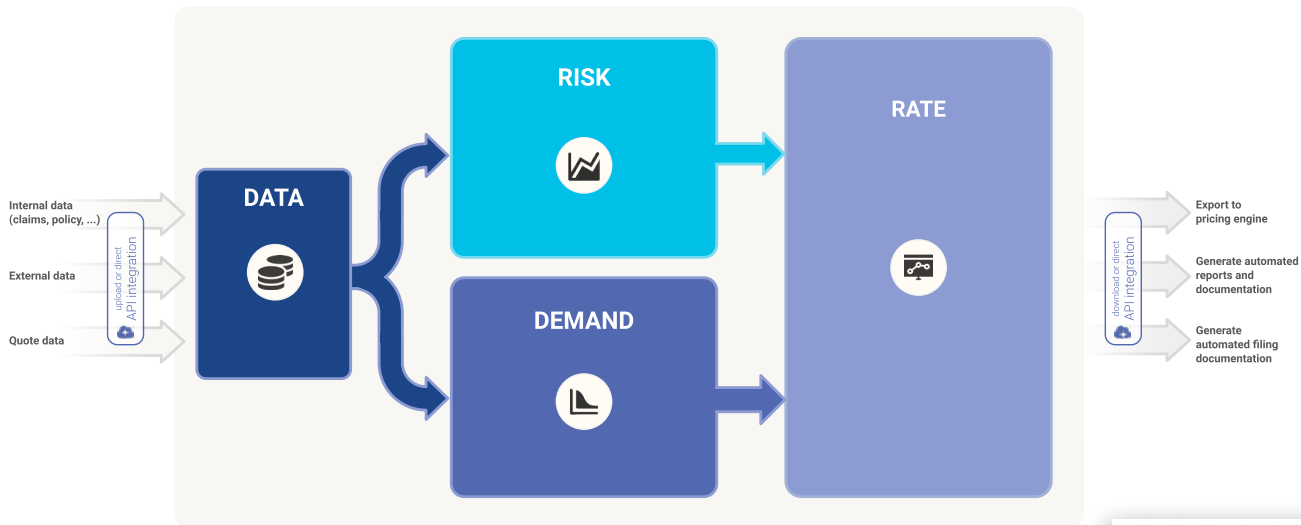 Internal data
(claims, policy, ...)
External data
Quote data
upload or direct
API integration
DATA
RISK
DEMAND
RATE
download or direct
API integration
Export to
pricing engine
Generate automated
reports and
documentation
Generate
automated filing
documentation